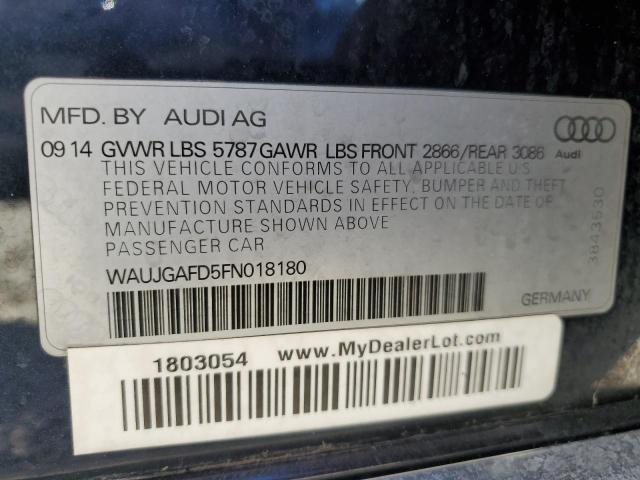 MFD. BY AUDI AG
09 14 GVWR LBS 5787 GAWR LBS FRONT 2866/REAR 3086
Audi
THIS VEHICLE CONFORMS TO ALL APPLICABLE U S
FEDERAL MOTOR VEHICLE SAFETY, BUMPER AND THEFT
PREVENTION STANDARDS IN EFFECT ON THE DATE OF
MANUFACTURE SHOWN ABOVE
PASSENGER CAR
WAUJGAFD5FN018180
3843530
GERMANY
1803054 www.MyDealerLot.com